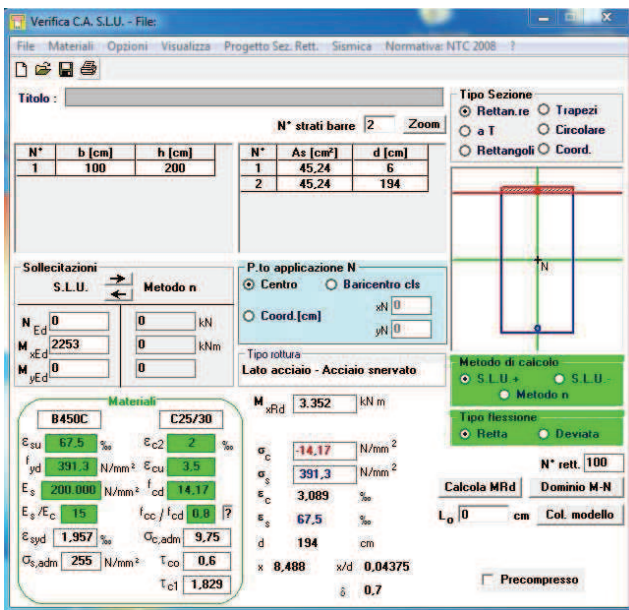 Verifica C.A. S.L.U. - File:
File Materiali Opzioni Visualizza Progetto Sez. Rett. Sismica Normativa: NTC 2008 ?
Titolo :
N° strati barre 2 Zoom
N° b [cm] h [cm]
1 100 200
N° As [cm²] d [cm]
1 45,24 6
2 45,24 194
Tipo Sezione
Rettan.re Trapezi
a T Circolare
Rettangoli Coord.
N
Sollecitazioni
S.L.U. Metodo n
N Ed 0 0 kN
M xEd 2253 0 kNm
M yEd 0 0
P.to applicazione N
Centro Baricentro cls
Coord.[cm] xN 0
yN 0
Tipo rottura
Lato acciaio - Acciaio snervato
Metodo di calcolo
S.L.U.+ S.L.U.-
Metodo n
Tipo flessione
Retta Deviata
Materiali
B450C C25/30
εsu 67,5 ‰ εc2 2 ‰
fyd 391,3 N/mm² εcu 3,5
Es 200.000 N/mm² fcd 14,17
Es/Ec 15 fcc / fcd 0,8 ?
εsyd 1,957 ‰ σc,adm 9,75
σs,adm 255 N/mm² τco 0,6
τc1 1,829
M xRd 3.352 kN m
σc -14,17 N/mm²
σs 391,3 N/mm²
εc 3,089 ‰
εs 67,5 ‰
d 194 cm
x 8,488 x/d 0,04375
δ 0,7
N° rett. 100
Calcola MRd Dominio M-N
Lo 0 cm Col. modello
Precompresso